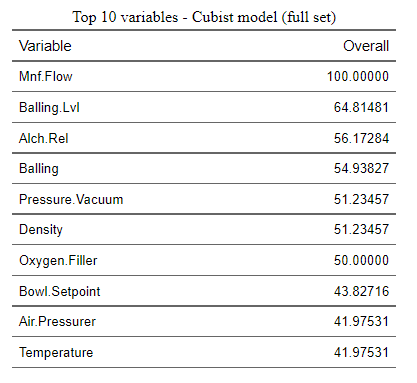 Top 10 variables - Cubist model (full set)
Variable Overall
Mnf.Flow 100.00000
Balling.Lvl 64.81481
Alch.Rel 56.17284
Balling 54.93827
Pressure.Vacuum 51.23457
Density 51.23457
Oxygen.Filler 50.00000
Bowl.Setpoint 43.82716
Air.Pressurer 41.97531
Temperature 41.97531